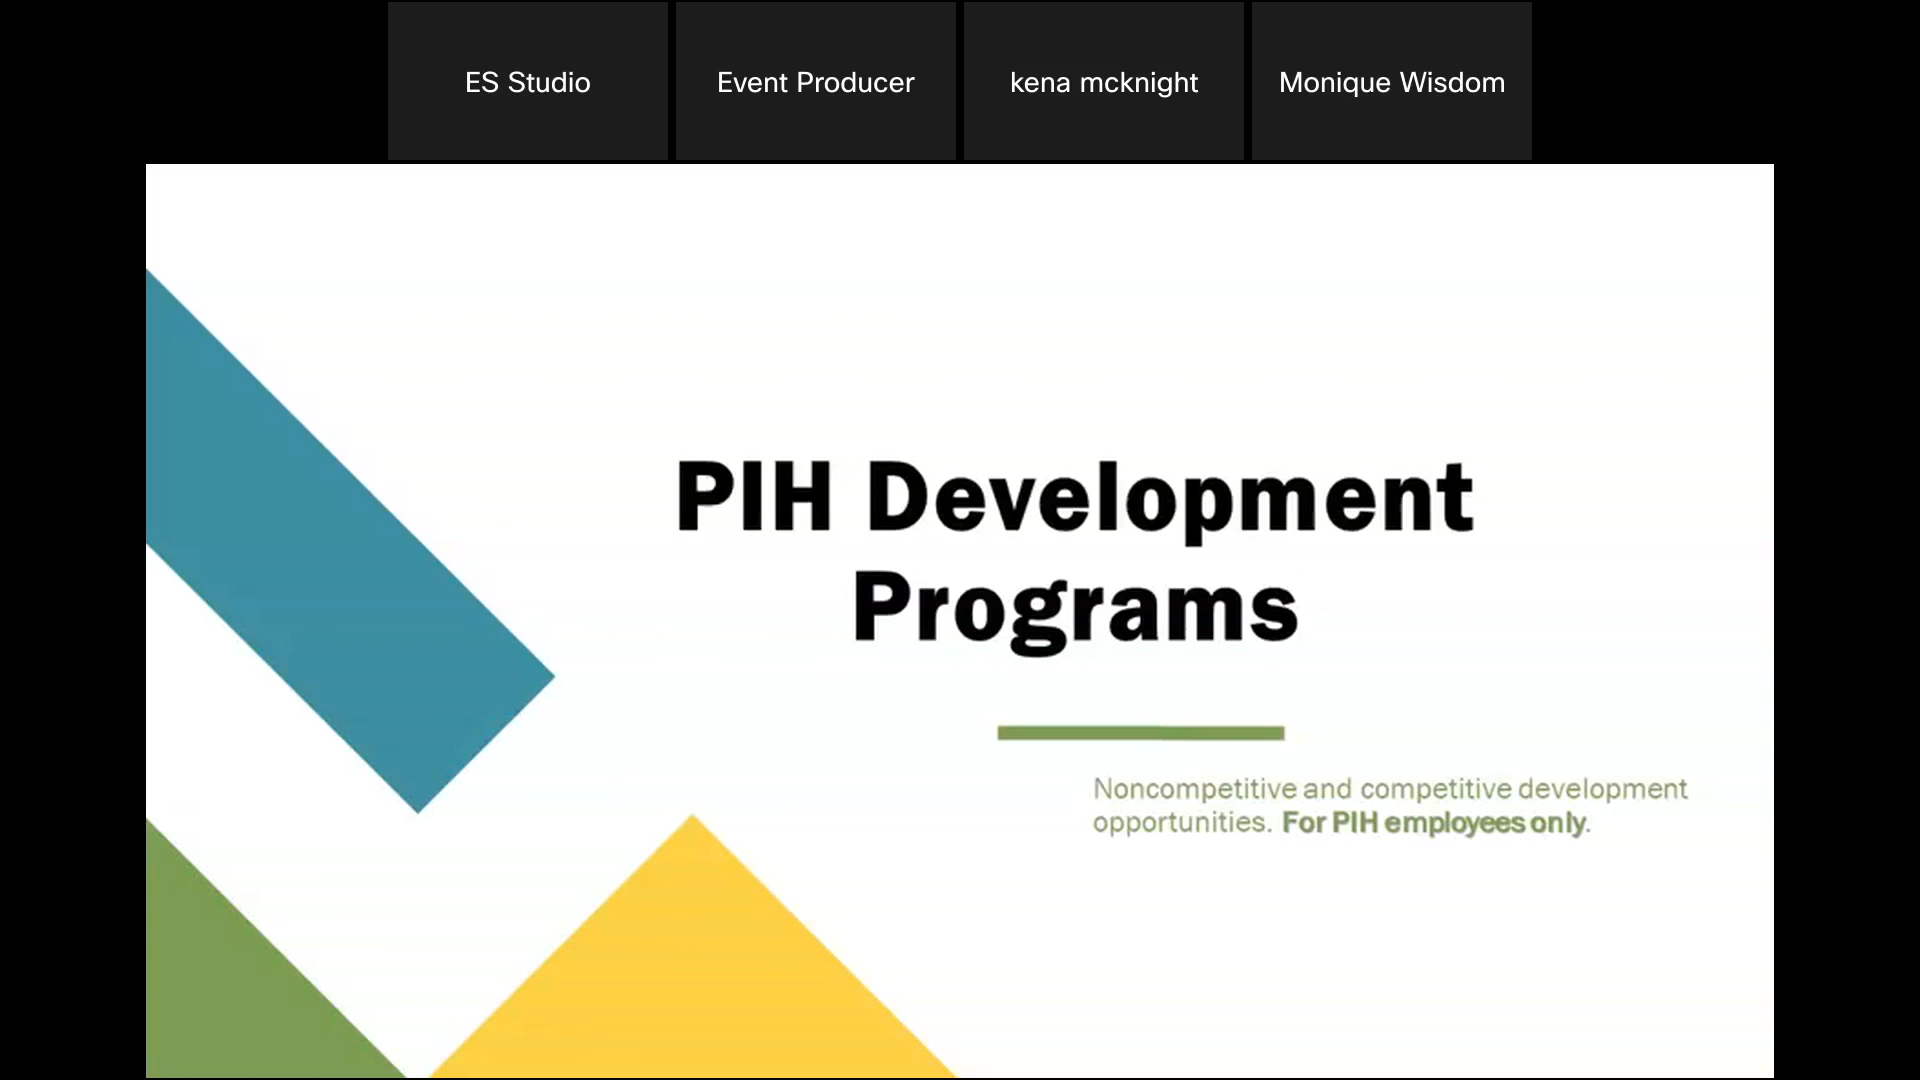 ES Studio
Event Producer
kena mcknight
Monique Wisdom
PIH Development
Programs
Noncompetitive and competitive development
opportunities. For PIH employees only.